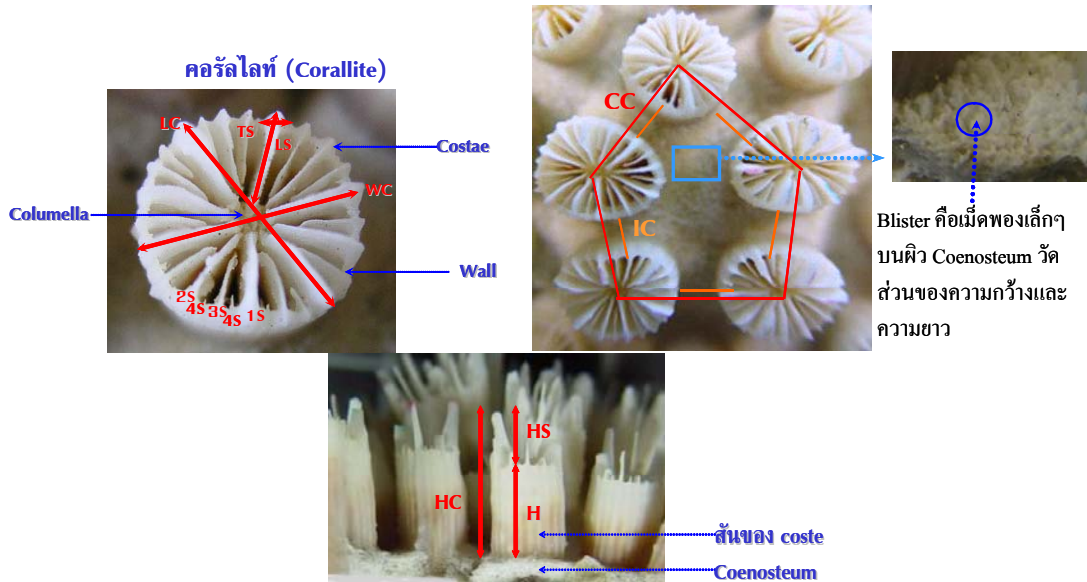 คอรัลไลท์ (Corallite)
LC
TS
LS
Costae
WC
Columella
Wall
2S
4S
3S
4S
1S
CC
IC
Blister คือเม็ดพองเล็กๆ
บนผิว Coenosteum วัด
ส่วนของความกว้างและ
ความยาว
HS
HC
H
สันของ coste
Coenosteum